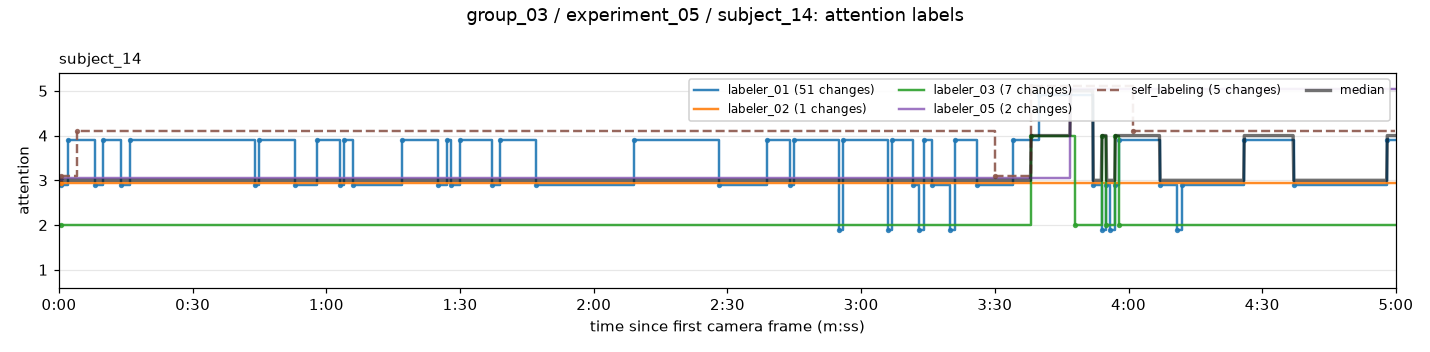 group_03 / experiment_05 / subject_14: attention labels
subject_14
labeler_01 (51 changes)
labeler_02 (1 changes)
labeler_03 (7 changes)
labeler_05 (2 changes)
self_labeling (5 changes)
median
attention
5
4
3
2
1
0:00 0:30 1:00 1:30 2:00 2:30 3:00 3:30 4:00 4:30 5:00
time since first camera frame (m:ss)